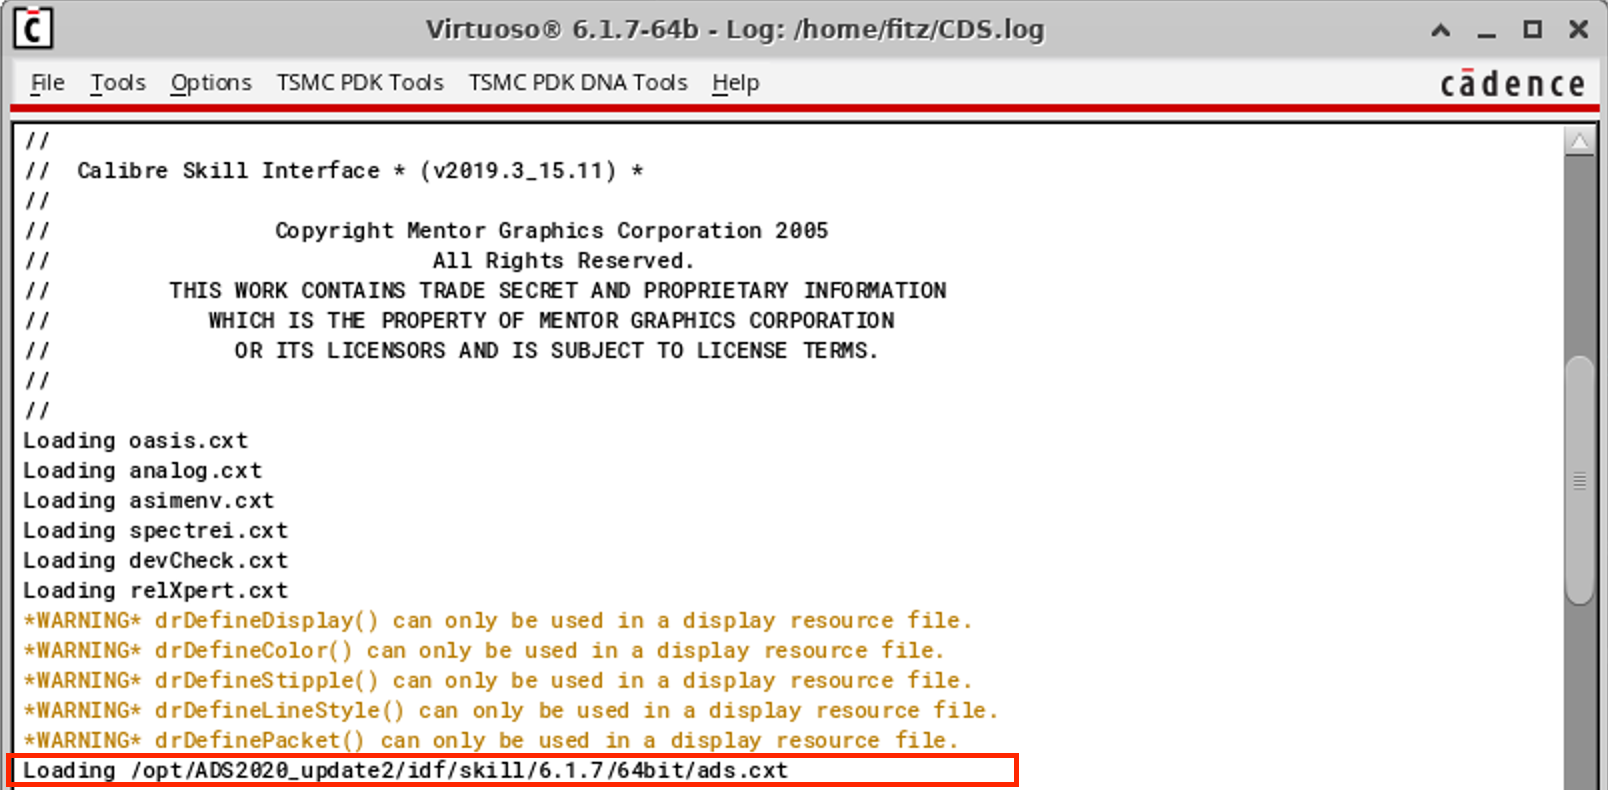 Virtuoso® 6.1.7-64b - Log: /home/fitz/CDS.log
File Tools Options TSMC PDK Tools TSMC PDK DNA Tools Help cādence
//
// Calibre Skill Interface * (v2019.3_15.11) *
//
// Copyright Mentor Graphics Corporation 2005
// All Rights Reserved.
// THIS WORK CONTAINS TRADE SECRET AND PROPRIETARY INFORMATION
// WHICH IS THE PROPERTY OF MENTOR GRAPHICS CORPORATION
// OR ITS LICENSORS AND IS SUBJECT TO LICENSE TERMS.
//
//
Loading oasis.cxt
Loading analog.cxt
Loading asimenv.cxt
Loading spectrei.cxt
Loading devCheck.cxt
Loading relXpert.cxt
*WARNING* drDefineDisplay() can only be used in a display resource file.
*WARNING* drDefineColor() can only be used in a display resource file.
*WARNING* drDefineStipple() can only be used in a display resource file.
*WARNING* drDefineLineStyle() can only be used in a display resource file.
*WARNING* drDefinePacket() can only be used in a display resource file.
Loading /opt/ADS2020_update2/idf/skill/6.1.7/64bit/ads.cxt